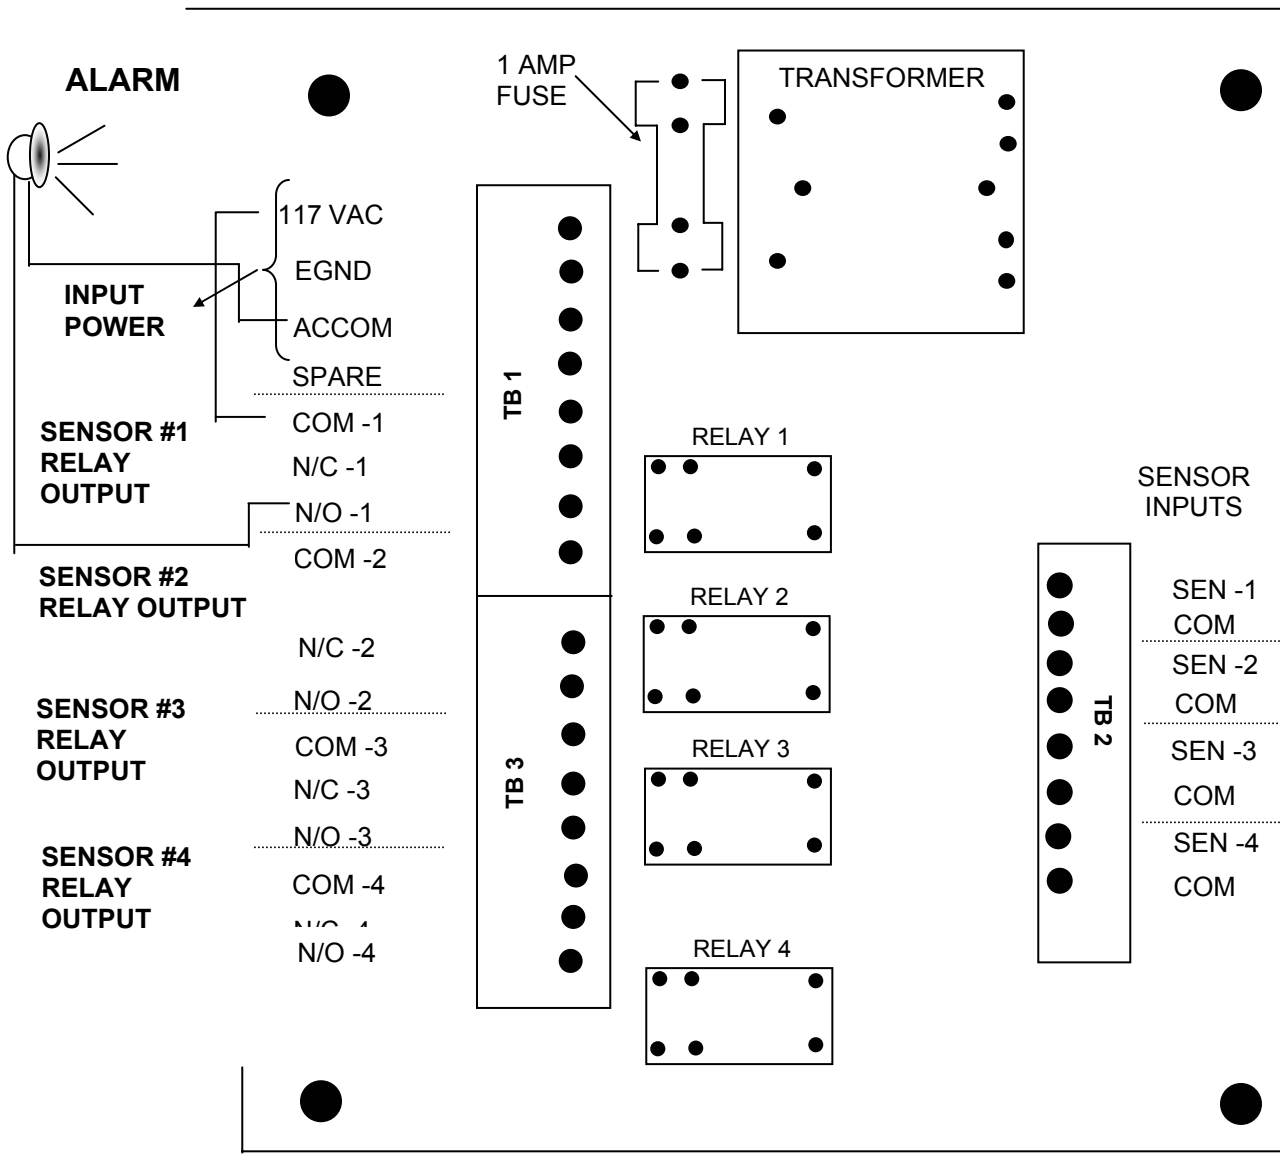 ALARM
1 AMP
FUSE
TRANSFORMER
117 VAC
EGND
INPUT
POWER
ACCOM
SPARE
TB 1
SENSOR #1
RELAY
OUTPUT
COM -1
N/C -1
N/O -1
RELAY 1
SENSOR
INPUTS
SENSOR #2
RELAY OUTPUT
COM -2
N/C -2
N/O -2
RELAY 2
SEN -1
COM
SEN -2
COM
TB 2
SENSOR #3
RELAY
OUTPUT
COM -3
N/C -3
N/O -3
TB 3
RELAY 3
SEN -3
COM
SEN -4
COM
SENSOR #4
RELAY
OUTPUT
COM -4
N/O -4
RELAY 4